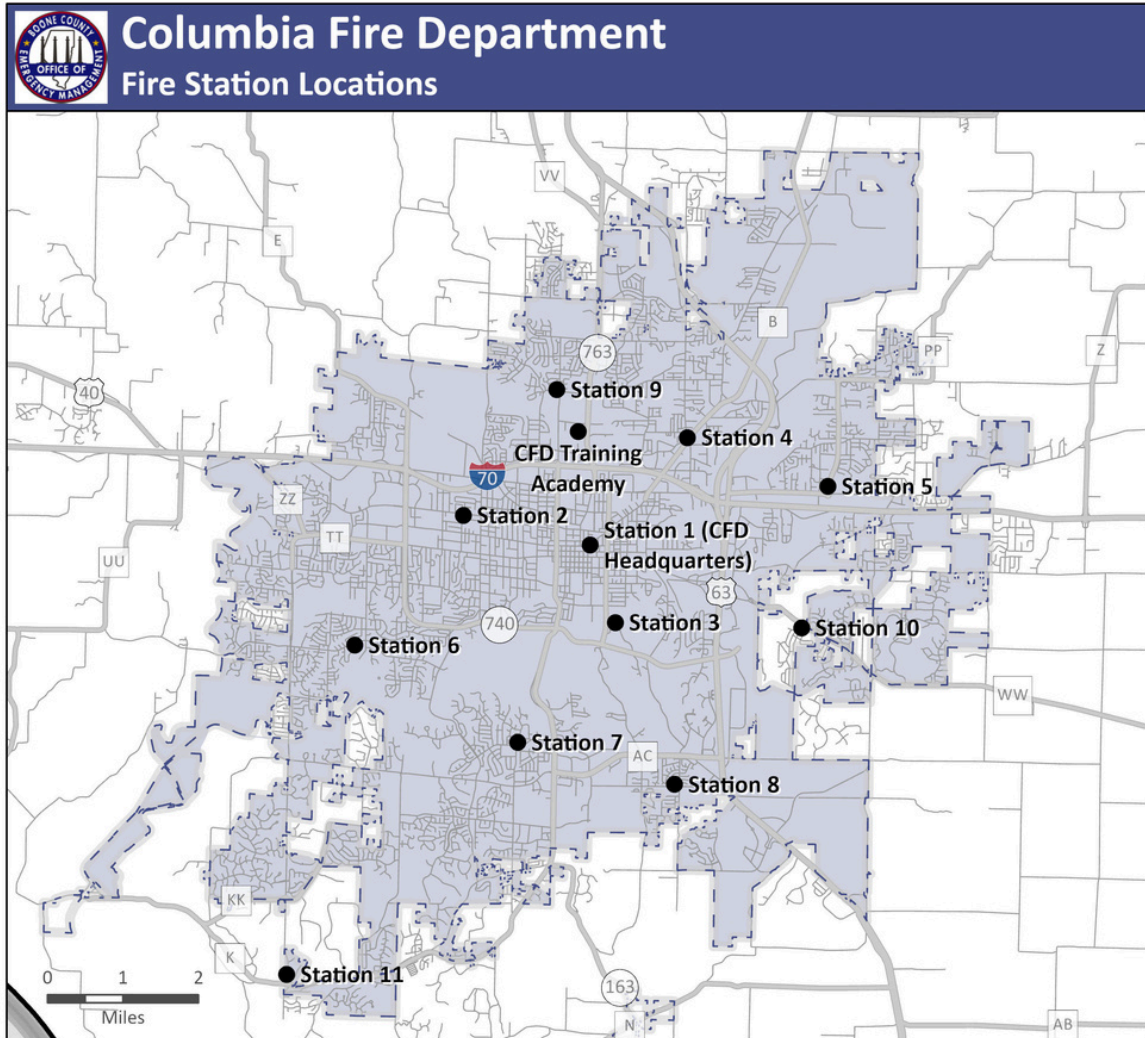 BOONE COUNTY
OFFICE OF
EMERGENCY MANAGEMENT
Columbia Fire Department
Fire Station Locations
VV
E
B
763
PP
Z
40
Station 9
Station 4
CFD Training
Academy
70
Station 5
ZZ
Station 2
TT
Station 1 (CFD
Headquarters)
UU
63
740
Station 3
Station 10
Station 6
WW
Station 7
AC
Station 8
KK
K
Station 11
0 1 2
Miles
163
N
AB